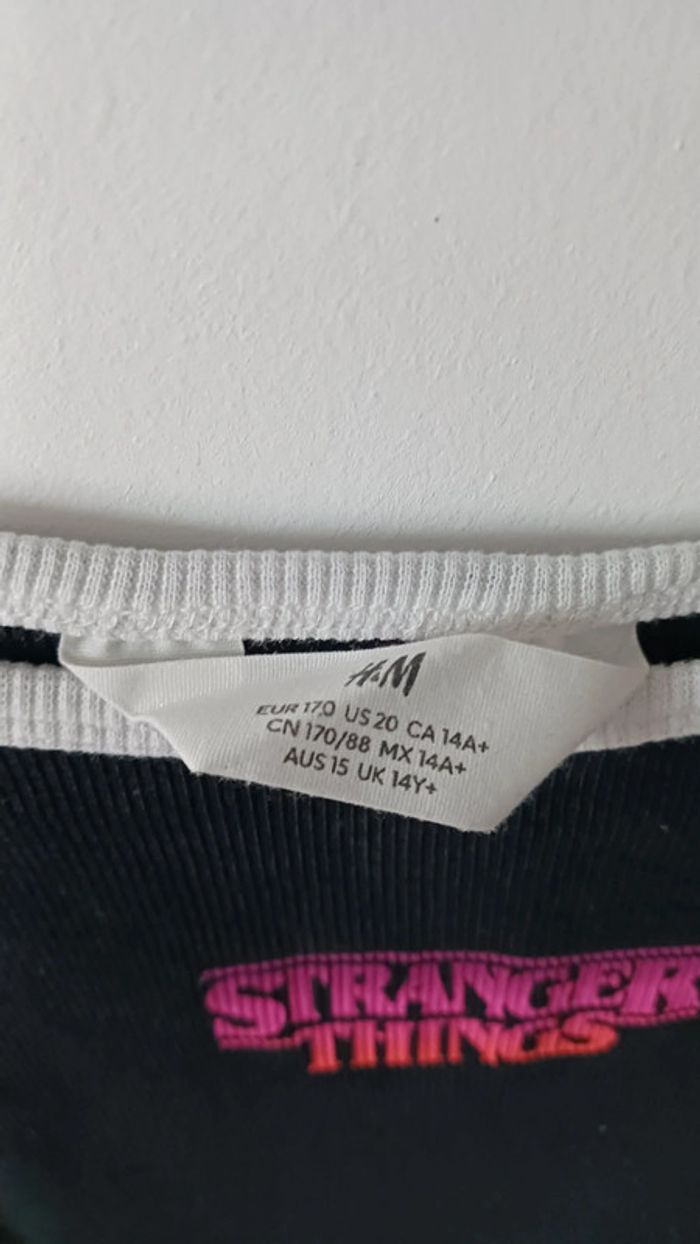 H&M
EUR 170 US 20 CA 14A+
CN 170/88 MX 14A+
AUS 15 UK 14Y+
STRANGER
THINGS